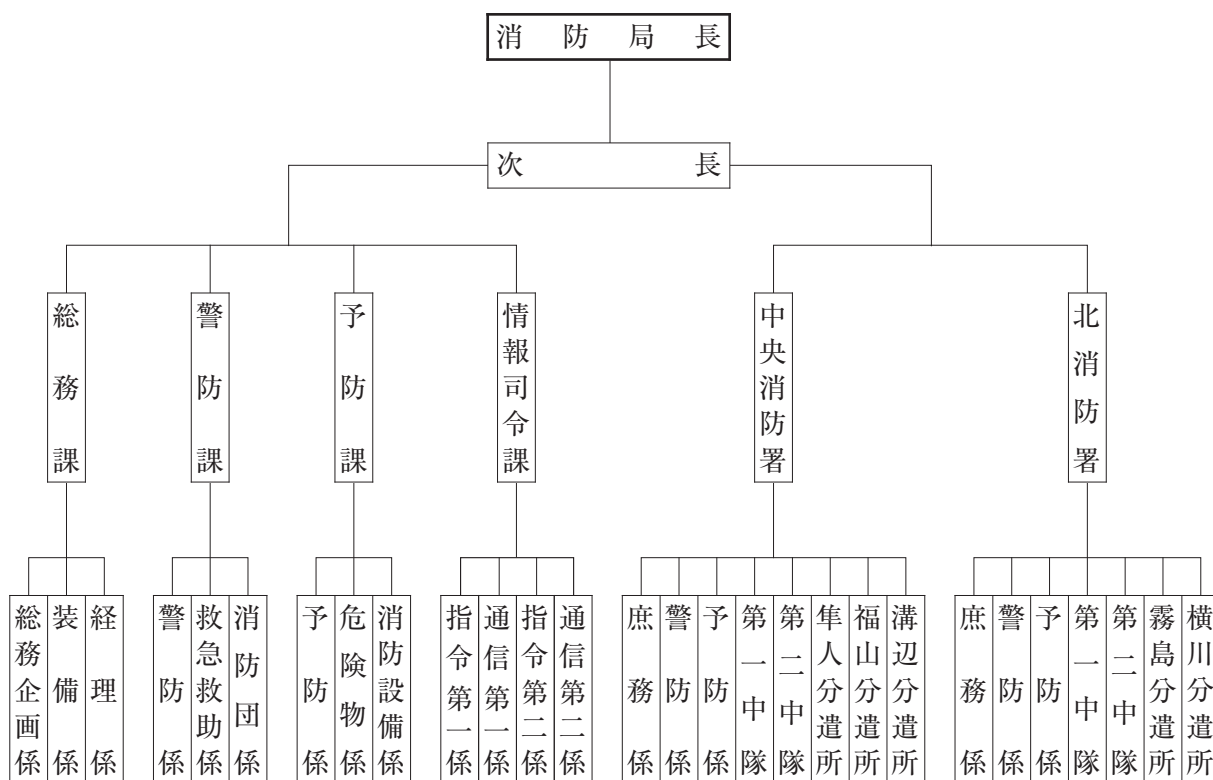 消防局長
次長
総務課
警防課
予防課
情報司令課
中央消防署
北消防署
総務企画係
装備係
経理係
警防係
救急救助係
消防団係
予防係
危険物係
消防設備係
指令第一係
通信第一係
指令第二係
通信第二係
庶務係
警防係
予防係
第一中隊
第二中隊
隼人分遣所
福山分遣所
溝辺分遣所
庶務係
警防係
予防係
第一中隊
第二中隊
霧島分遣所
横川分遣所